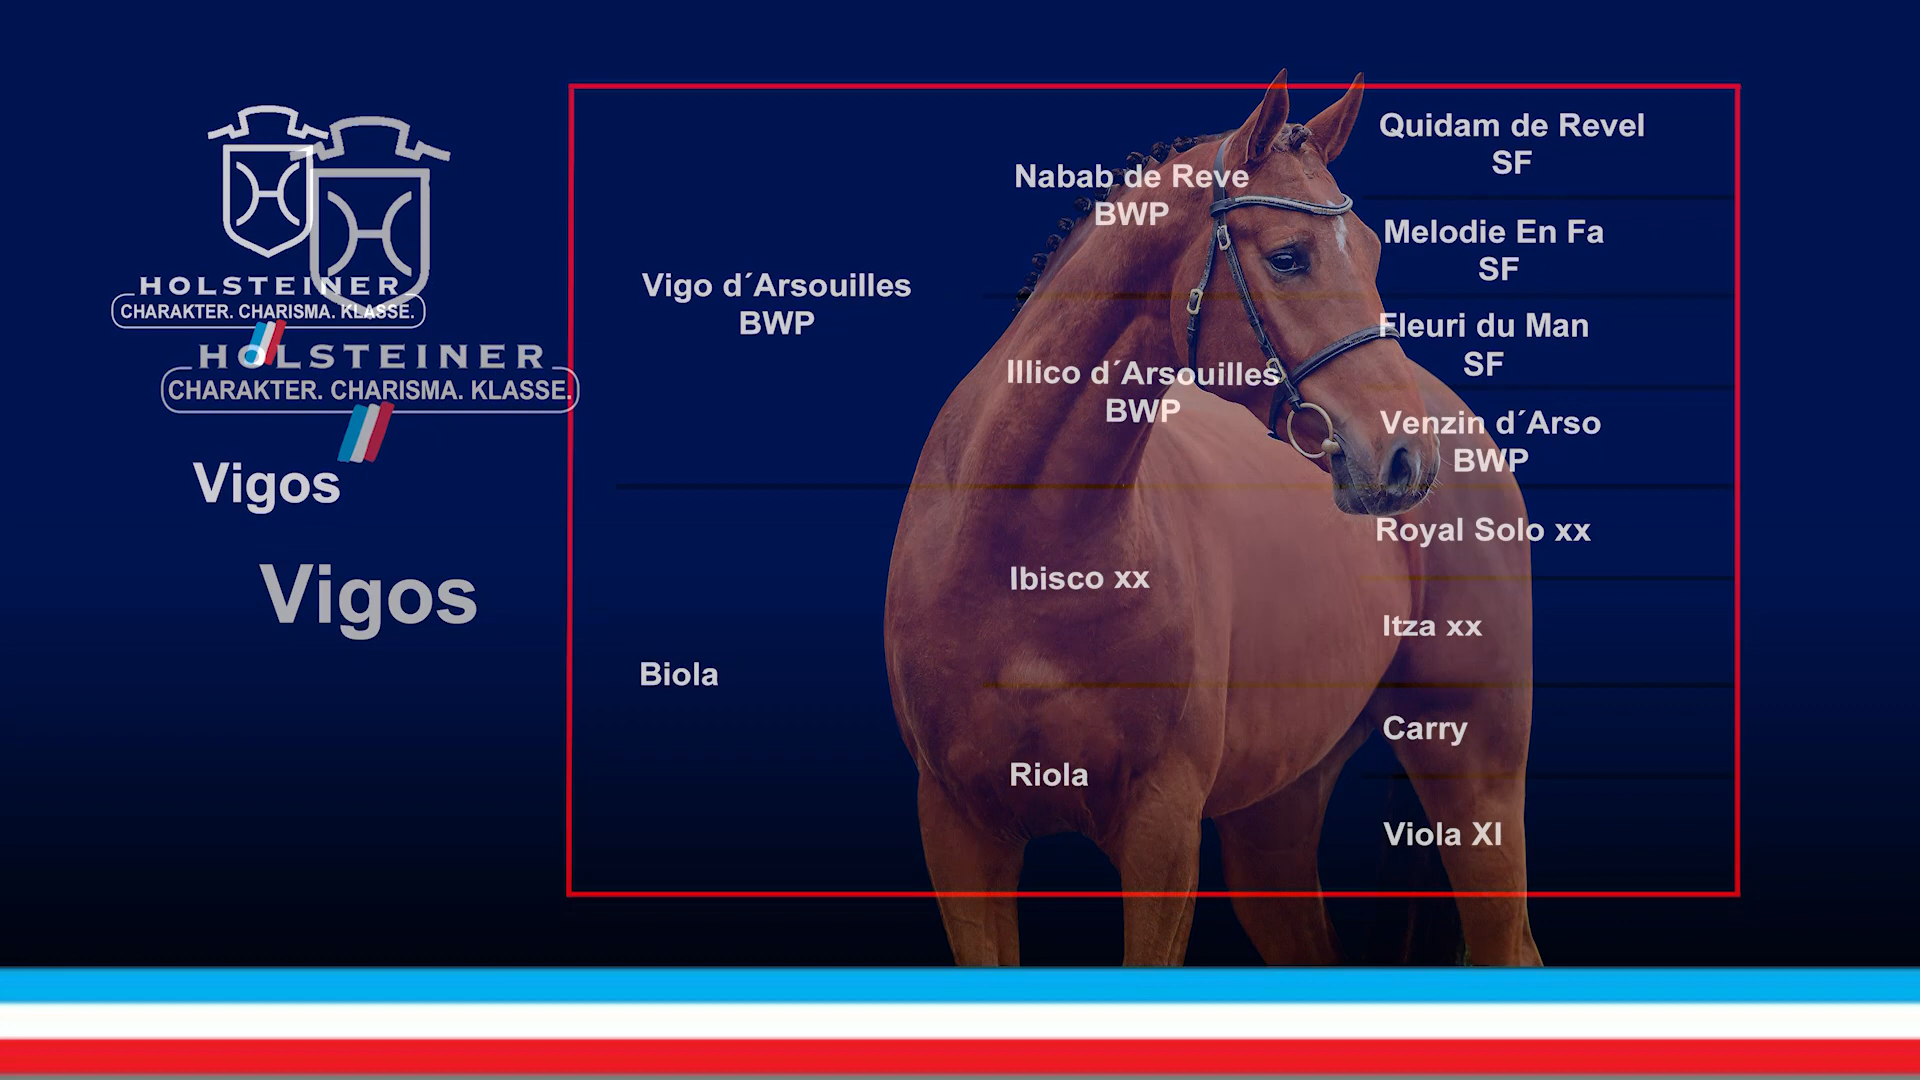 HOLSTEINER
CHARAKTER. CHARISMA. KLASSE.
HOLSTEINER
CHARAKTER. CHARISMA. KLASSE.
Vigos
Vigos
Vigo d´Arsouilles
BWP
Biola
Nabab de Reve
BWP
Illico d´Arsouilles
BWP
Ibisco xx
Riola
Quidam de Revel
SF
Melodie En Fa
SF
Fleuri du Man
SF
Venzin d´Arso
BWP
Royal Solo xx
Itza xx
Carry
Viola XI